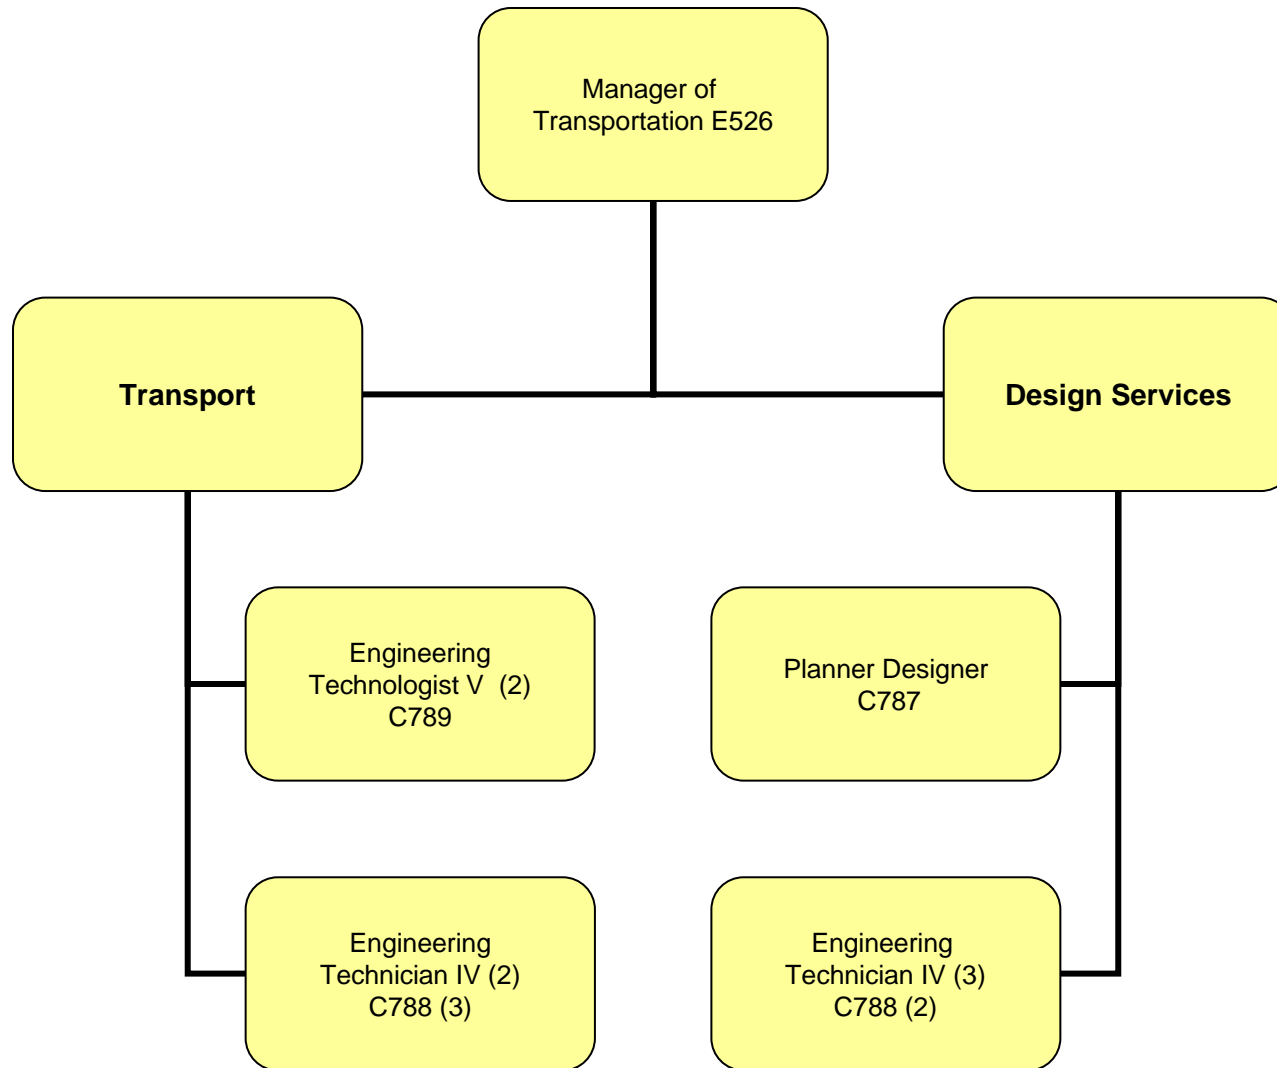 Manager of
Transportation E526
Transport
Design Services
Engineering
Technologist V  (2)
C789
Planner Designer
C787
Engineering
Technician IV (2)
C788 (3)
Engineering
Technician IV (3)
C788 (2)